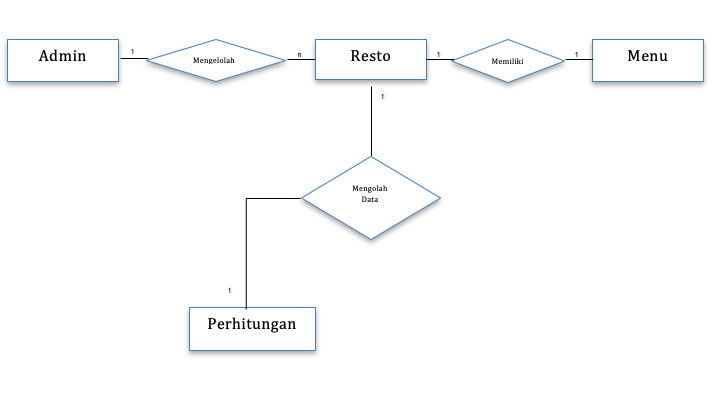 Admin
1
Mengelolah
n
Resto
1
Memiliki
1
Menu
1
Mengolah
Data
1
Perhitungan